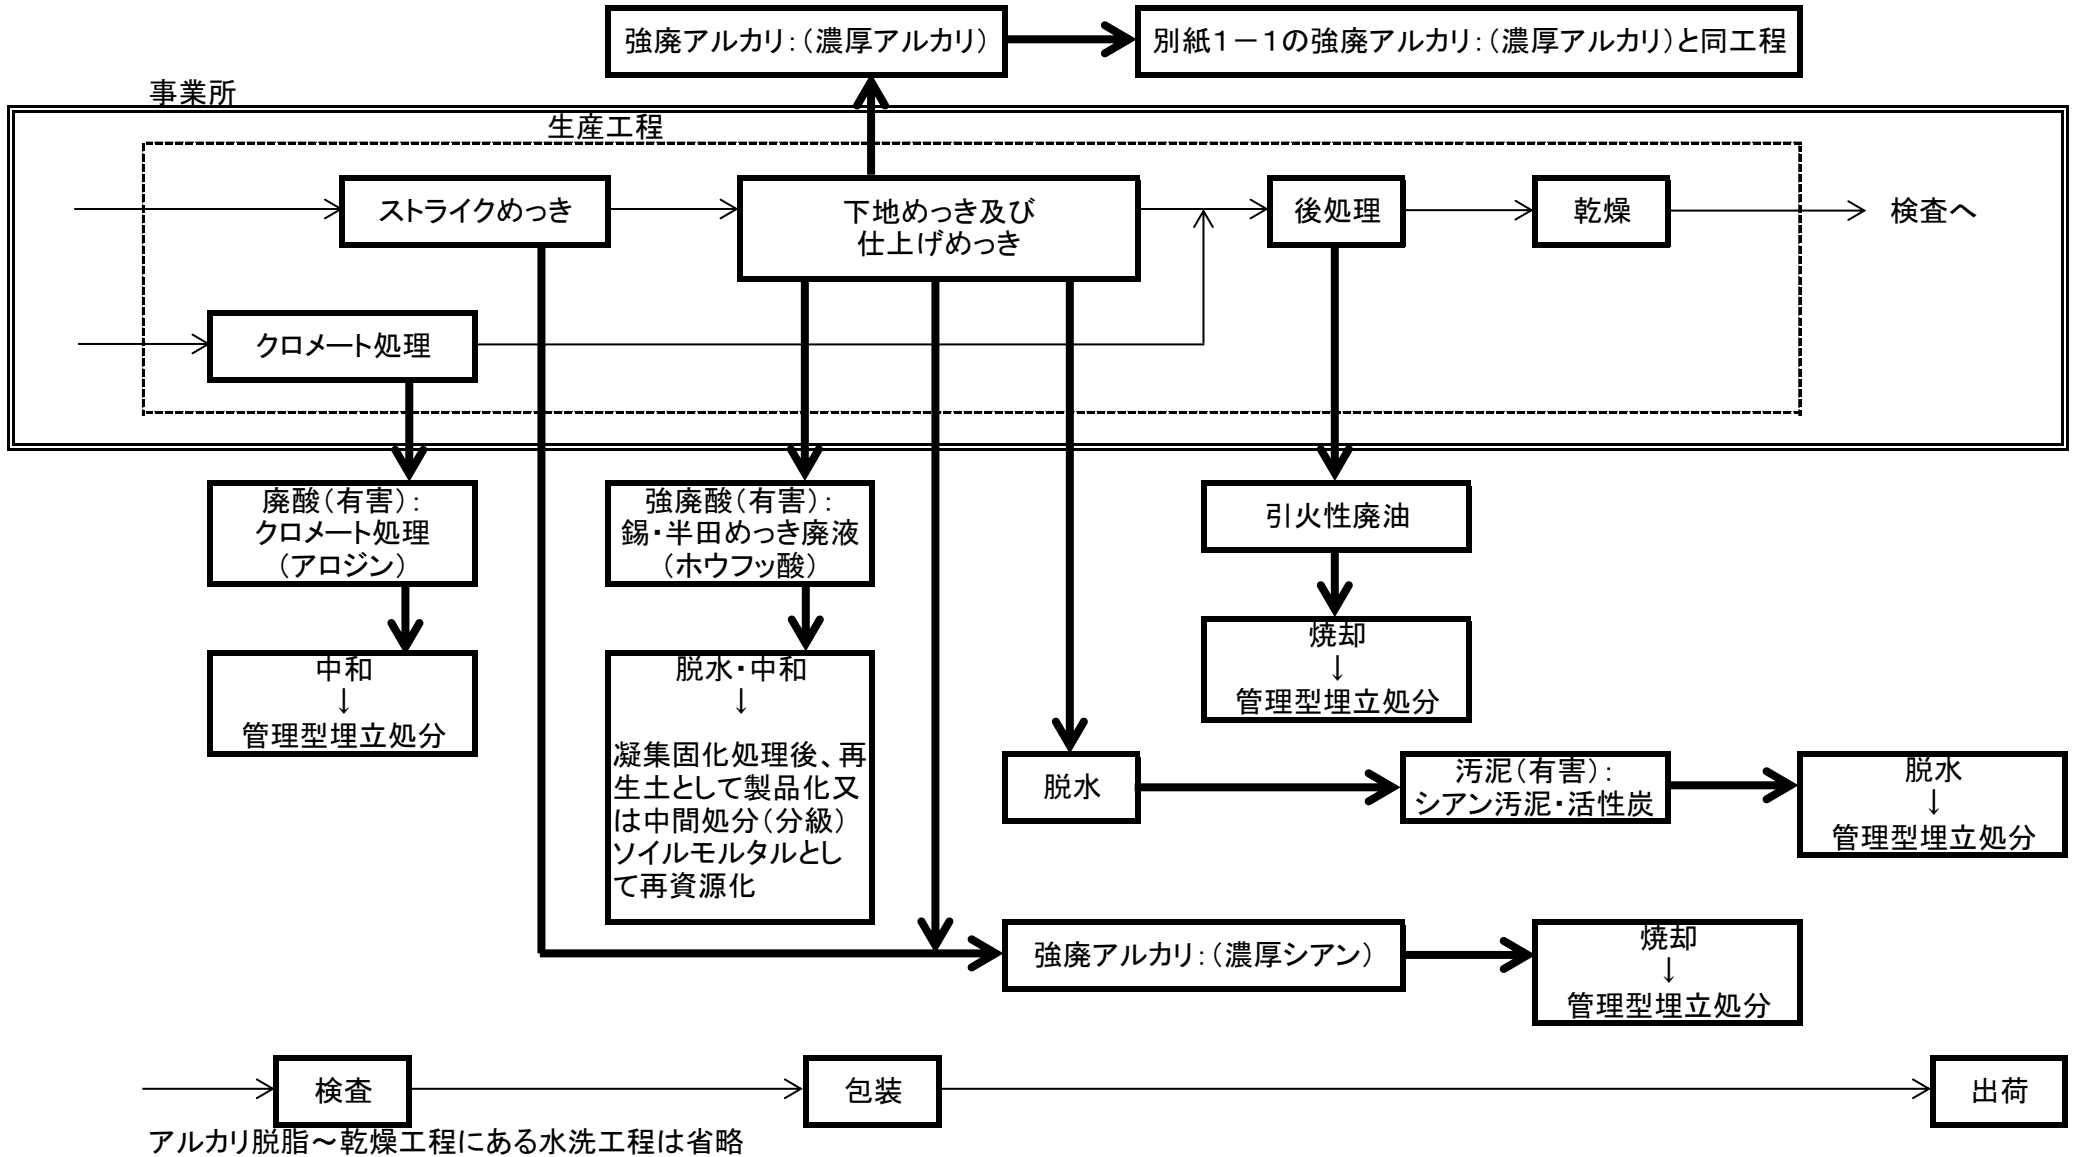 強廃アルカリ:（濃厚アルカリ）
別紙１－１の強廃アルカリ:（濃厚アルカリ）と同工程
事業所
生産工程
ストライクめっき
下地めっき及び
仕上げめっき
後処理
乾燥
検査へ
クロメート処理
廃酸（有害）:
クロメート処理
（アロジン）
強廃酸（有害）:
錫・半田めっき廃液
（ホウフッ酸）
引火性廃油
中和
↓
管理型埋立処分
脱水・中和
↓
凝集固化処理後、再
生土として製品化又
は中間処分（分級）
ソイルモルタルとし
て再資源化
焼却
↓
管理型埋立処分
脱水
汚泥（有害）:
シアン汚泥・活性炭
脱水
↓
管理型埋立処分
強廃アルカリ:（濃厚シアン）
焼却
↓
管理型埋立処分
検査
包装
出荷
アルカリ脱脂～乾燥工程にある水洗工程は省略